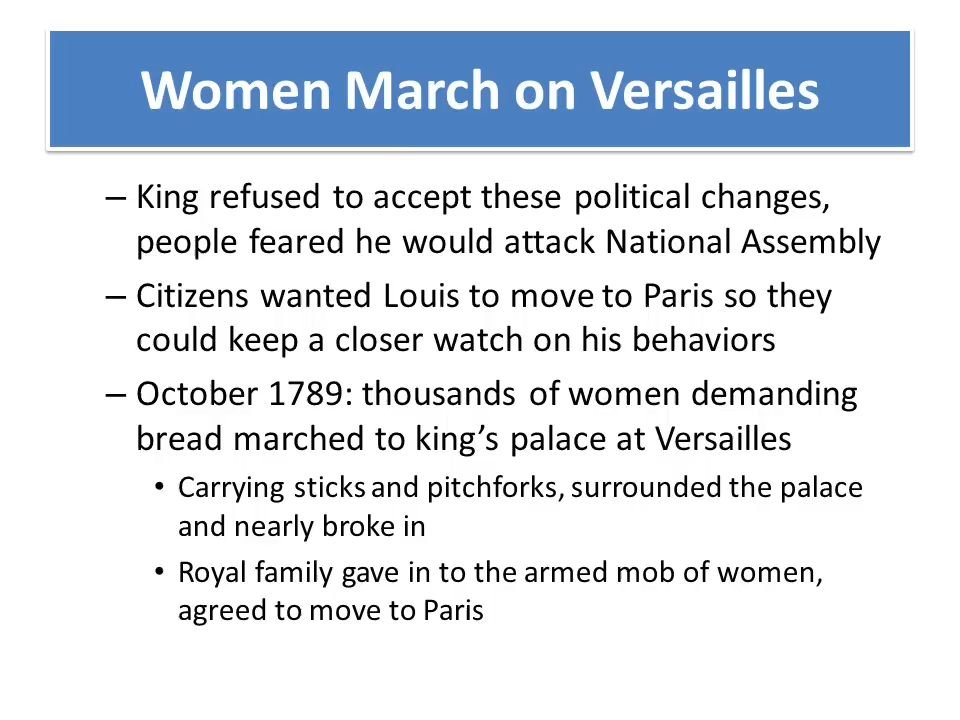 Women March on Versailles
– King refused to accept these political changes,
people feared he would attack National Assembly
– Citizens wanted Louis to move to Paris so they
could keep a closer watch on his behaviors
– October 1789: thousands of women demanding
bread marched to king’s palace at Versailles
• Carrying sticks and pitchforks, surrounded the palace
and nearly broke in
• Royal family gave in to the armed mob of women,
agreed to move to Paris